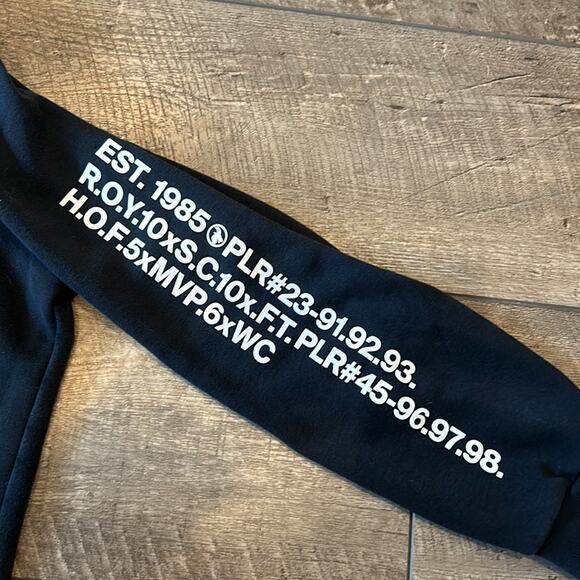 EST. 1985 PLR#23-91.92.93.
R.O.Y.10xS.C.10x.F.T. PLR#45-96.97.98.
H.O.F.5xMVP.6xWC